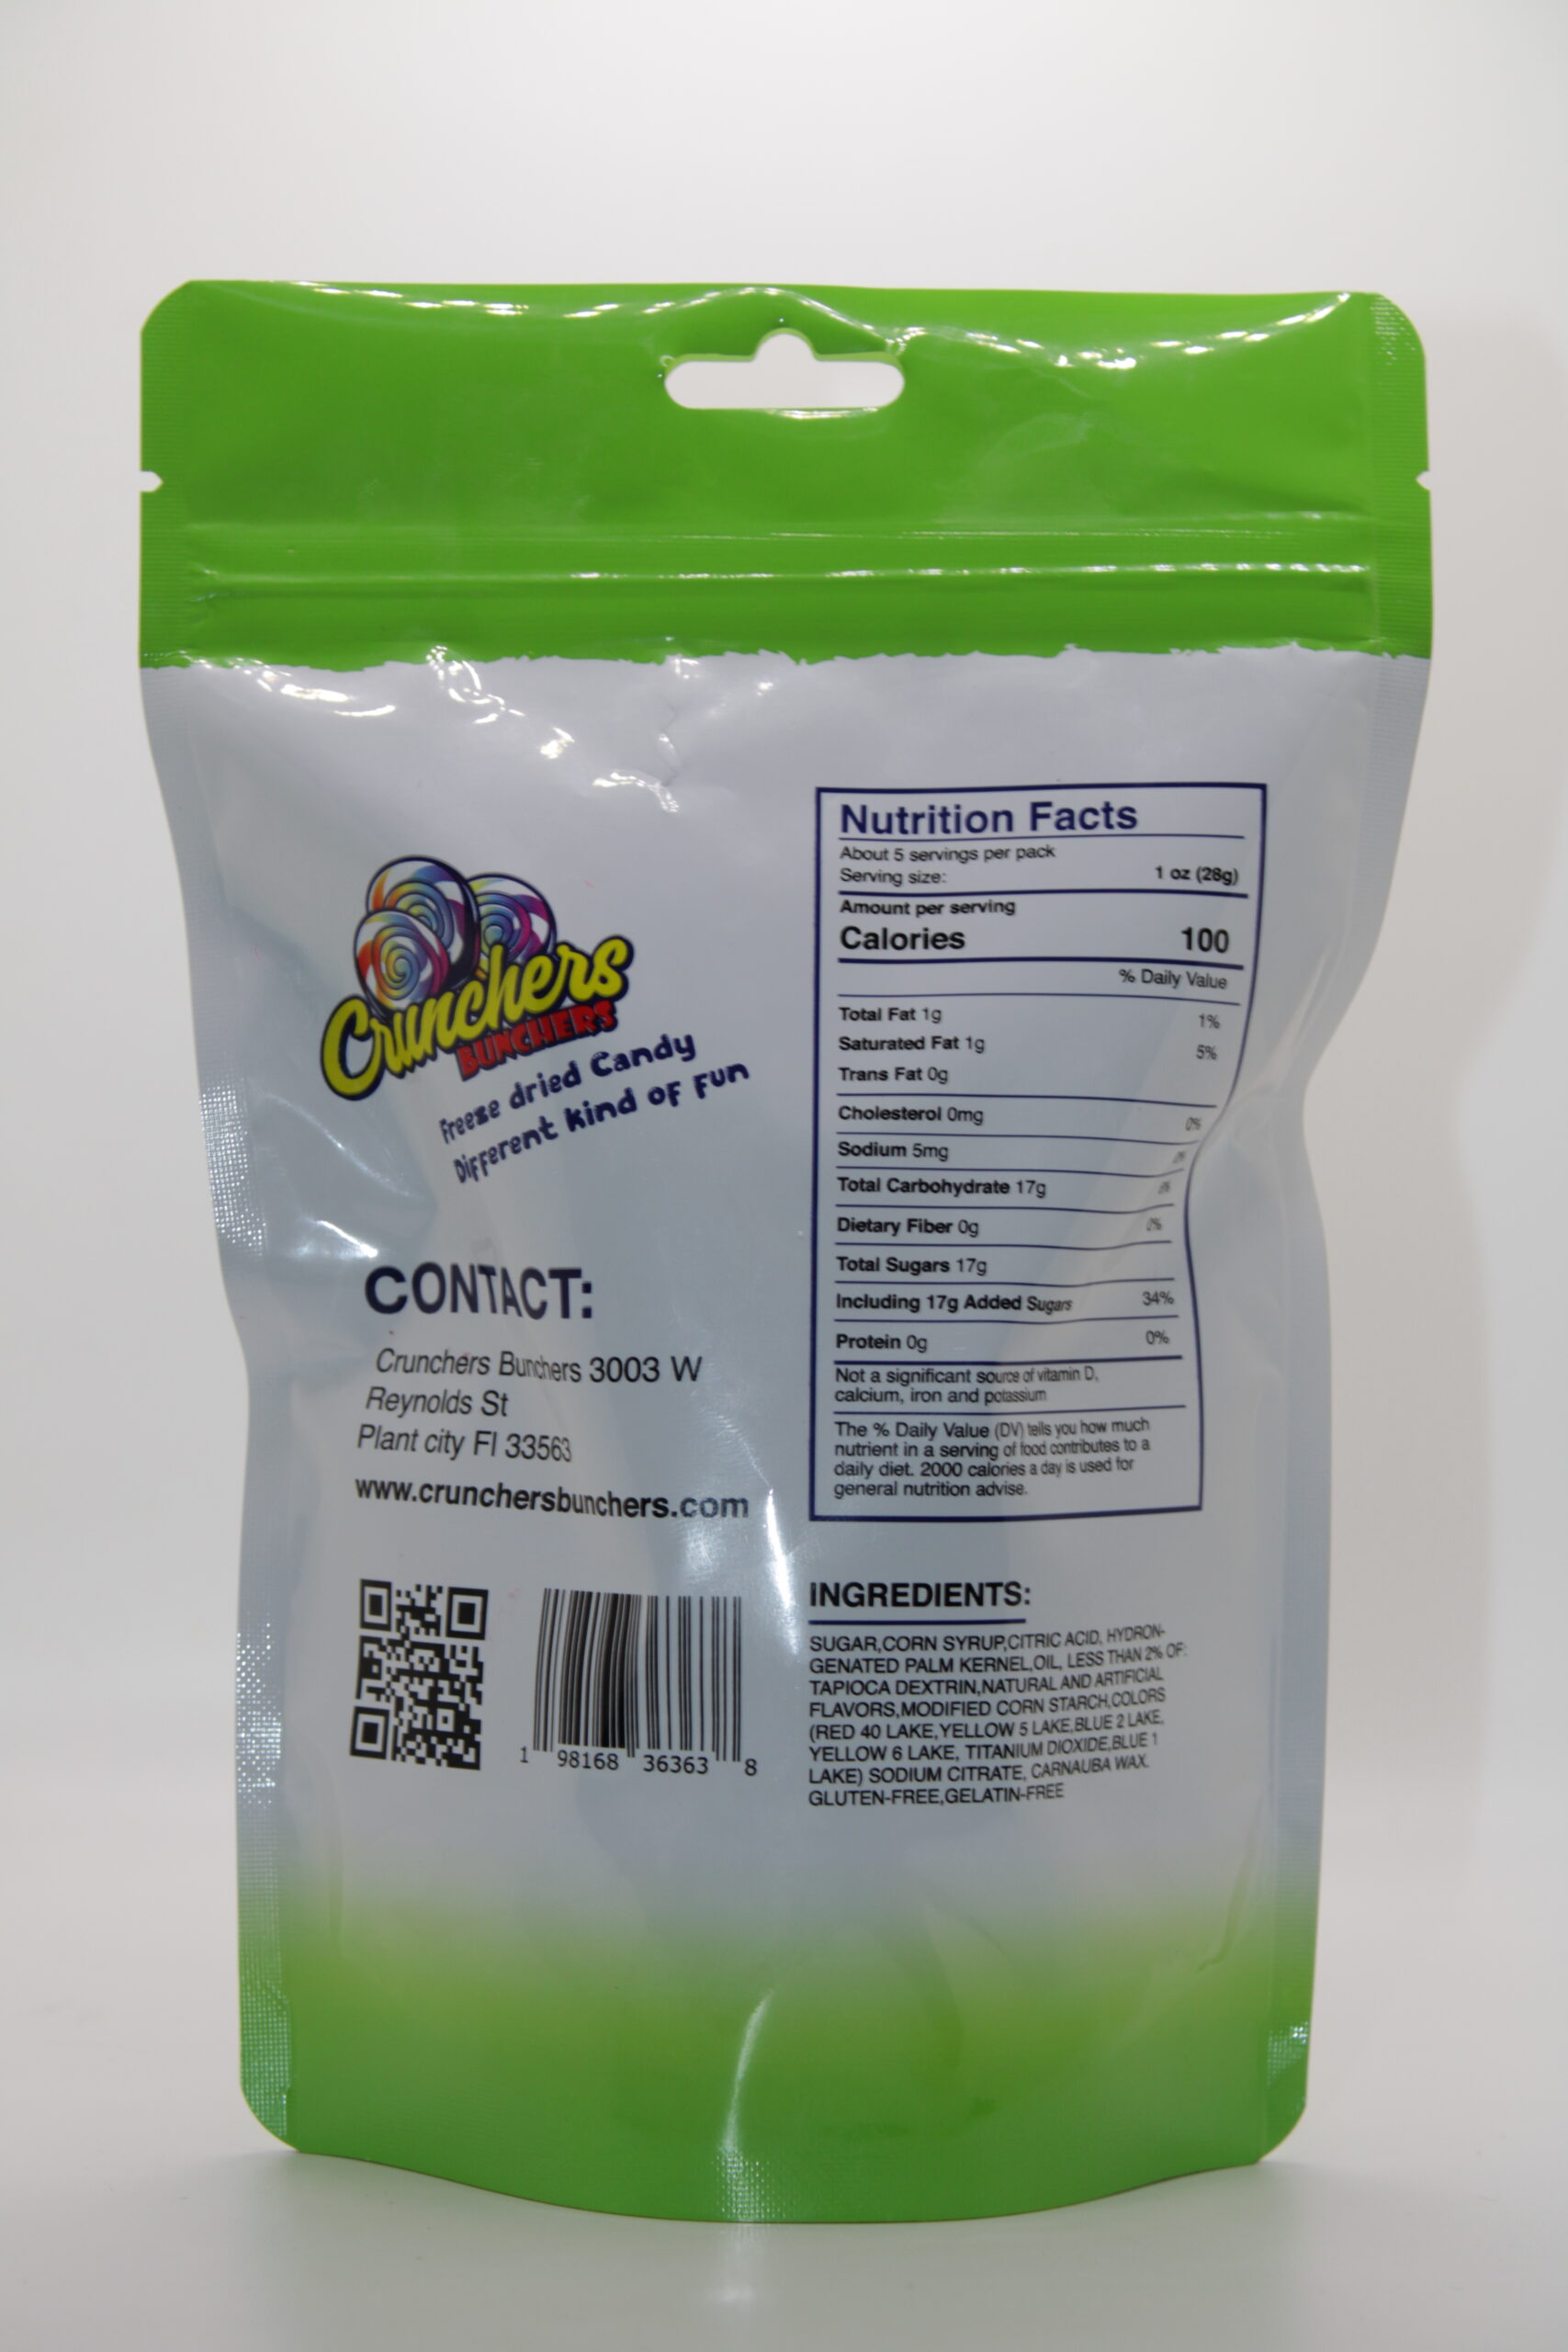 Crunchers
BUNCHERS
Freeze dried Candy
Different kind of Fun
CONTACT:
Crunchers Bunchers 3003 W
Reynolds St
Plant city Fl 33563
www.crunchersbunchers.com
1 98168 36363 8
Nutrition Facts
About 5 servings per pack
Serving size: 1 oz (28g)
Amount per serving
Calories 100
% Daily Value
Total Fat 1g 1%
Saturated Fat 1g 5%
Trans Fat 0g
Cholesterol 0mg 0%
Sodium 5mg 0%
Total Carbohydrate 17g
Dietary Fiber 0g 0%
Total Sugars 17g
Including 17g Added Sugars 34%
Protein 0g 0%
Not a significant source of vitamin D,
calcium, iron and potassium
The % Daily Value (DV) tells you how much
nutrient in a serving of food contributes to a
daily diet. 2000 calories a day is used for
general nutrition advise.
INGREDIENTS:
SUGAR,CORN SYRUP,CITRIC ACID, HYDRON-
GENATED PALM KERNEL,OIL, LESS THAN 2% OF:
TAPIOCA DEXTRIN,NATURAL AND ARTIFICIAL
FLAVORS,MODIFIED CORN STARCH,COLORS
(RED 40 LAKE,YELLOW 5 LAKE,BLUE 2 LAKE,
YELLOW 6 LAKE, TITANIUM DIOXIDE,BLUE 1
LAKE) SODIUM CITRATE, CARNAUBA WAX.
GLUTEN-FREE,GELATIN-FREE